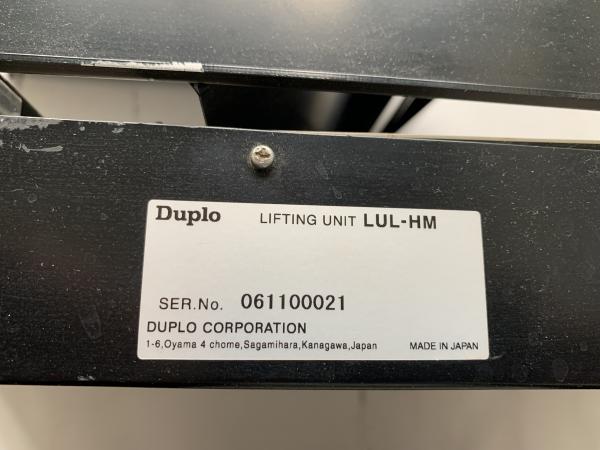 Duplo LIFTING UNIT LUL-HM
SER.No. 061100021
DUPLO CORPORATION
1-6,Oyama 4 chome,Sagamihara,Kanagawa,Japan MADE IN JAPAN